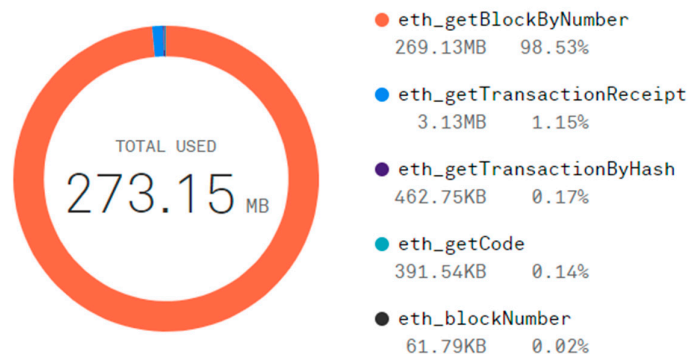 TOTAL USED
273.15 MB
eth_getBlockByNumber
269.13MB 98.53%
eth_getTransactionReceipt
3.13MB 1.15%
eth_getTransactionByHash
462.75KB 0.17%
eth_getCode
391.54KB 0.14%
eth_blockNumber
61.79KB 0.02%